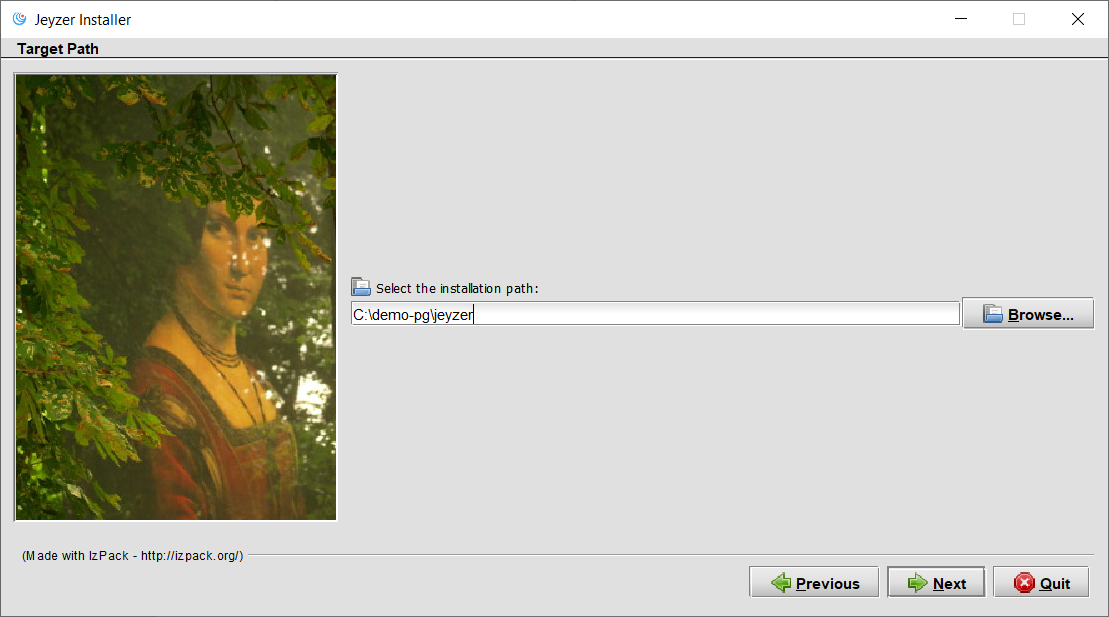 Jeyzer Installer
Target Path
Select the installation path:
C:\demo-pg\jeyzer
Browse...
(Made with IzPack - http://izpack.org/)
Previous
Next
Quit